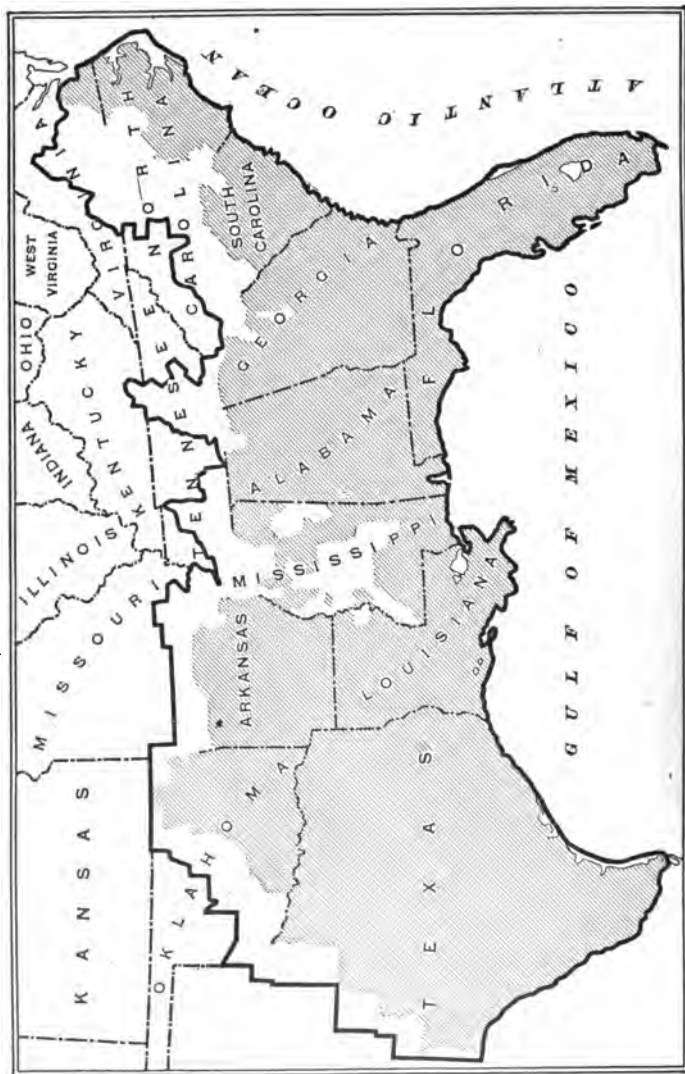 ATLANTIC OCEAN
GULF OF MEXICO
WEST
VIRGINIA
OHIO
INDIANA
ILLINOIS
MISSOURI
KANSAS
KENTUCKY
VIRGINIA
TENNESSEE
NORTH
CAROLINA
SOUTH
CAROLINA
GEORGIA
FLORIDA
ALABAMA
MISSISSIPPI
ARKANSAS
LOUISIANA
OKLAHOMA
TEXAS